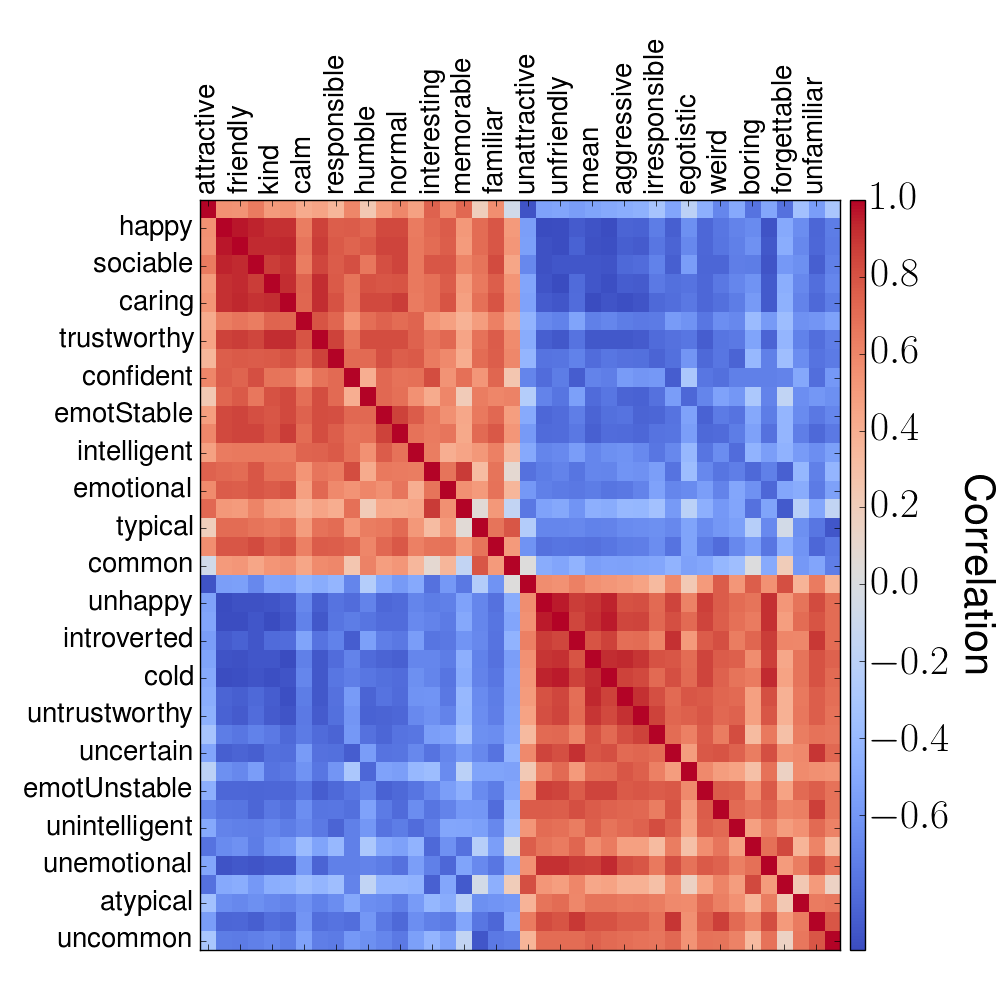 attractive
friendly
kind
calm
responsible
humble
normal
interesting
memorable
familiar
unattractive
unfriendly
mean
aggressive
irresponsible
egotistic
weird
boring
forgettable
unfamiliar
happy
sociable
caring
trustworthy
confident
emotStable
intelligent
emotional
typical
common
unhappy
introverted
cold
untrustworthy
uncertain
emotUnstable
unintelligent
unemotional
atypical
uncommon
1.0
0.8
0.6
0.4
0.2
0.0
−0.2
−0.4
−0.6
Correlation